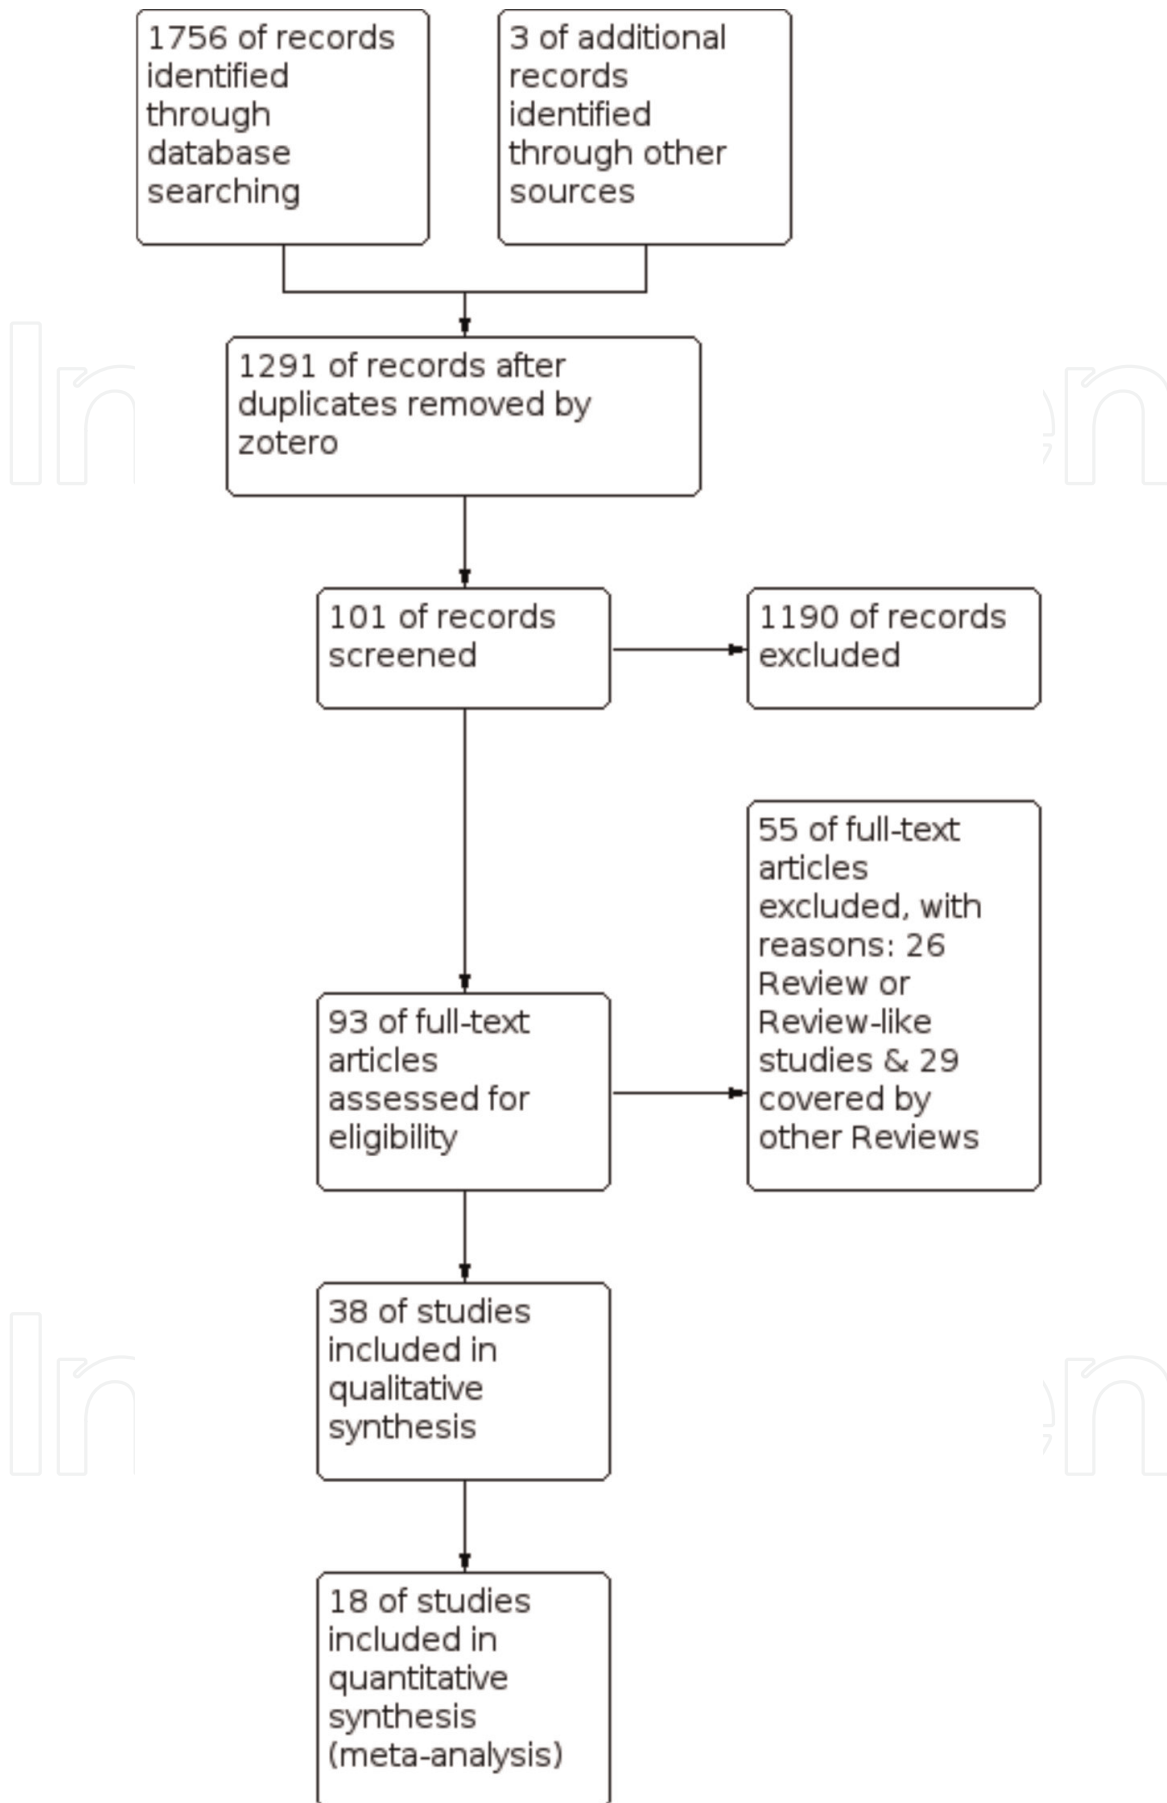 1756 of records
identified
through
database
searching
3 of additional
records
identified
through other
sources
1291 of records after
duplicates removed by
zotero
101 of records
screened
1190 of records
excluded
55 of full-text
articles
excluded, with
reasons: 26
Review or
Review-like
studies & 29
covered by
other Reviews
93 of full-text
articles
assessed for
eligibility
38 of studies
included in
qualitative
synthesis
18 of studies
included in
quantitative
synthesis
(meta-analysis)